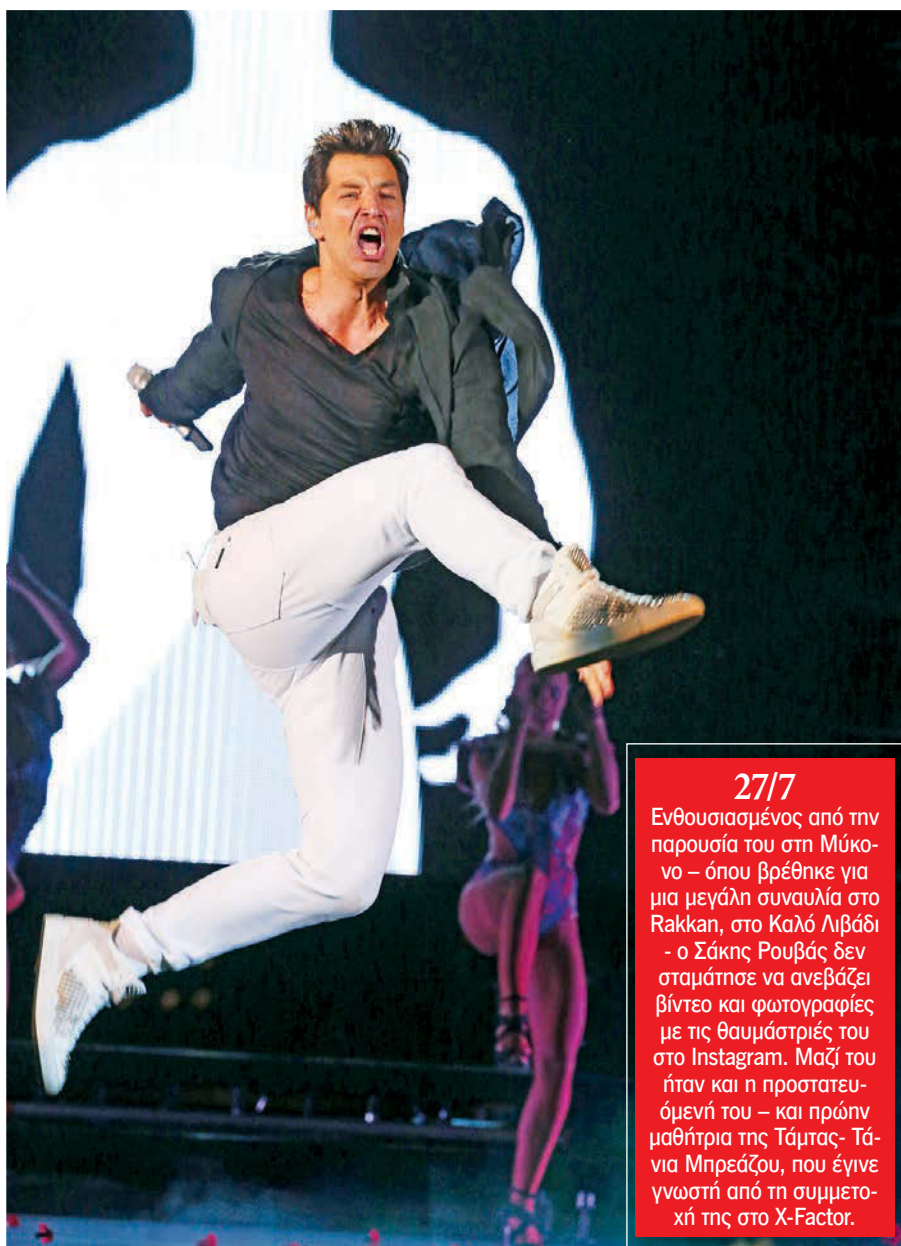 27/7
Ενθουσιασμένος από την
παρουσία του στη Μύκο-
νο – όπου βρέθηκε για
μια μεγάλη συναυλία στο
Rakkan, στο Καλό Λιβάδι
- ο Σάκης Ρουβάς δεν
σταμάτησε να ανεβάζει
βίντεο και φωτογραφίες
με τις θαυμάστριές του
στο Instagram. Μαζί του
ήταν και η προστατευ-
όμενή του – και πρώην
μαθήτρια της Τάμτας- Τά-
νια Μπρεάζου, που έγινε
γνωστή από τη συμμετο-
χή της στο X-Factor.